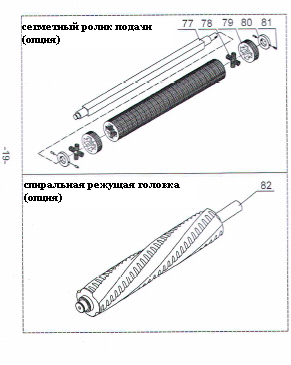 сегметный ролик подачи
(опция)
77 78 79 80 81
-19-
спиральная режущая головка
(опция)
82